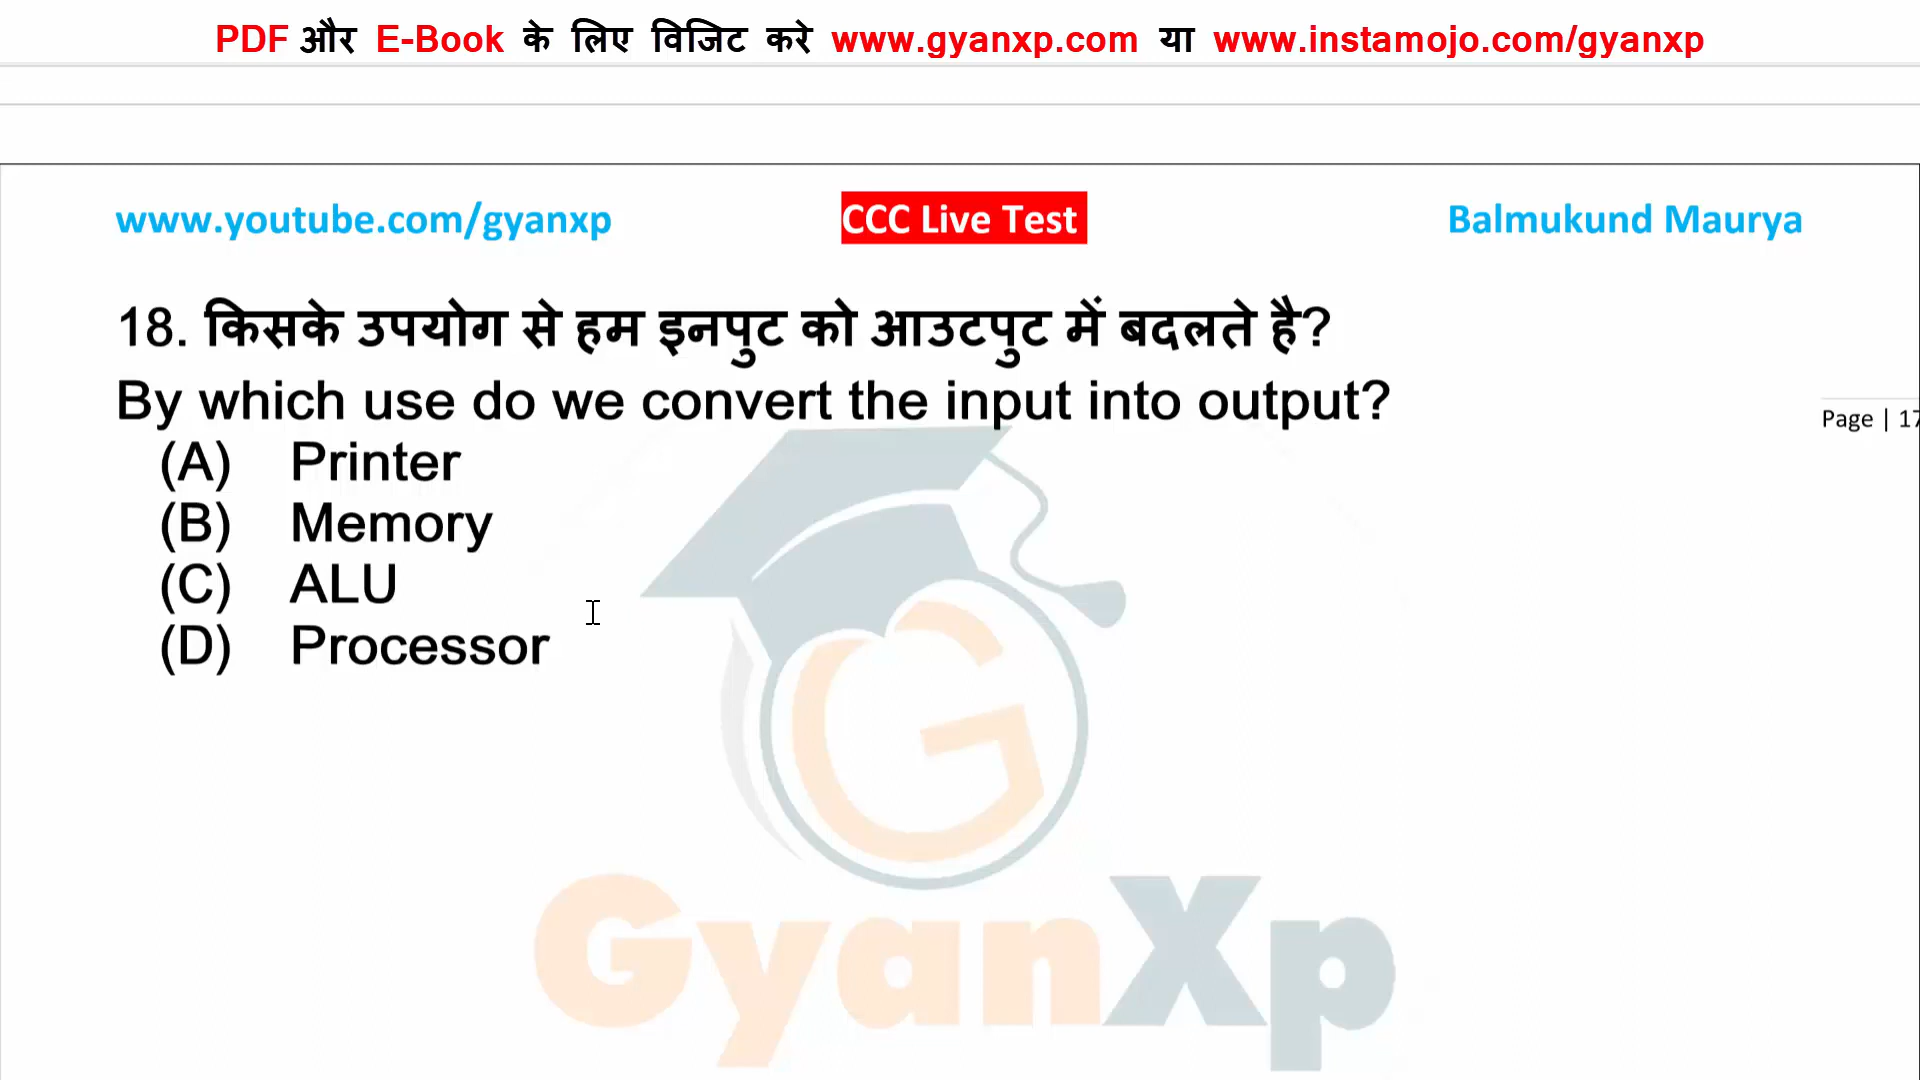 PDF और E-Book के लिए विजिट करे www.gyanxp.com या www.instamojo.com/gyanxp
www.youtube.com/gyanxp CCC Live Test Balmukund Maurya
18. किसके उपयोग से हम इनपुट को आउटपुट में बदलते है?
By which use do we convert the input into output?
Page | 17
(A) Printer
(B) Memory
(C) ALU
(D) Processor
G
GyanXp